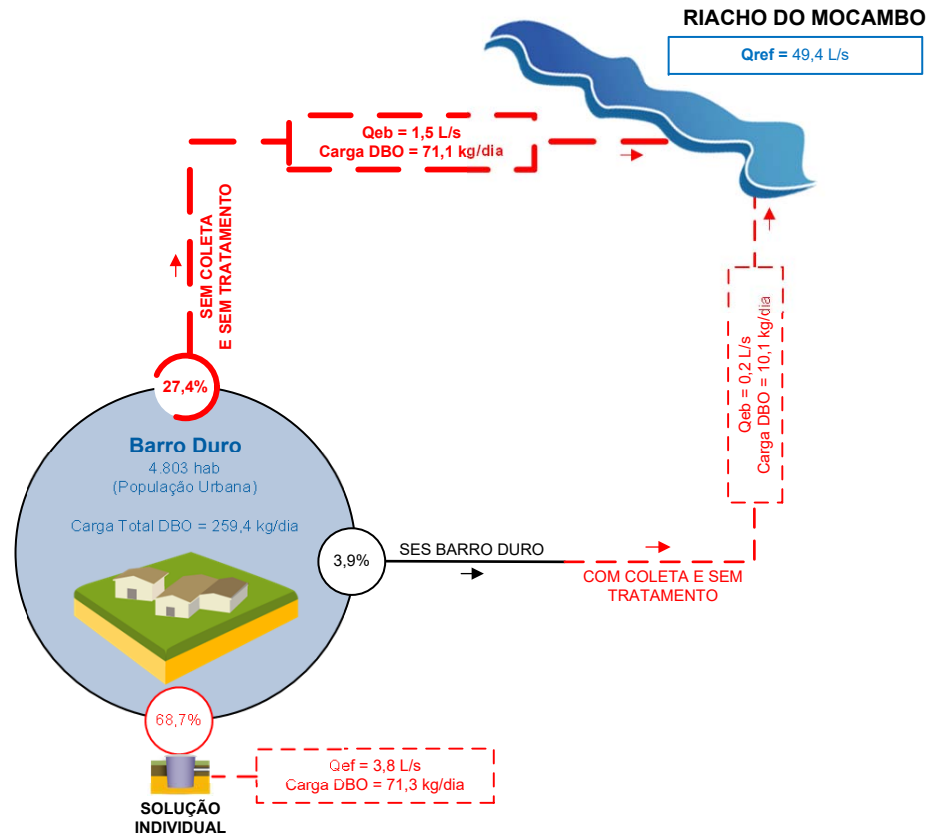 RIACHO DO MOCAMBO
Qref = 49,4 L/s
Qeb = 1,5 L/s
Carga DBO = 71,1 kg/dia
SEM COLETA
E SEM TRATAMENTO
27,4%
Barro Duro
4.803 hab
(População Urbana)
Carga Total DBO = 259,4 kg/dia
3,9%
SES BARRO DURO
COM COLETA E SEM
TRATAMENTO
Qeb = 0,2 L/s
Carga DBO = 10,1 kg/dia
68,7%
SOLUÇÃO
INDIVIDUAL
Qef = 3,8 L/s
Carga DBO = 71,3 kg/dia